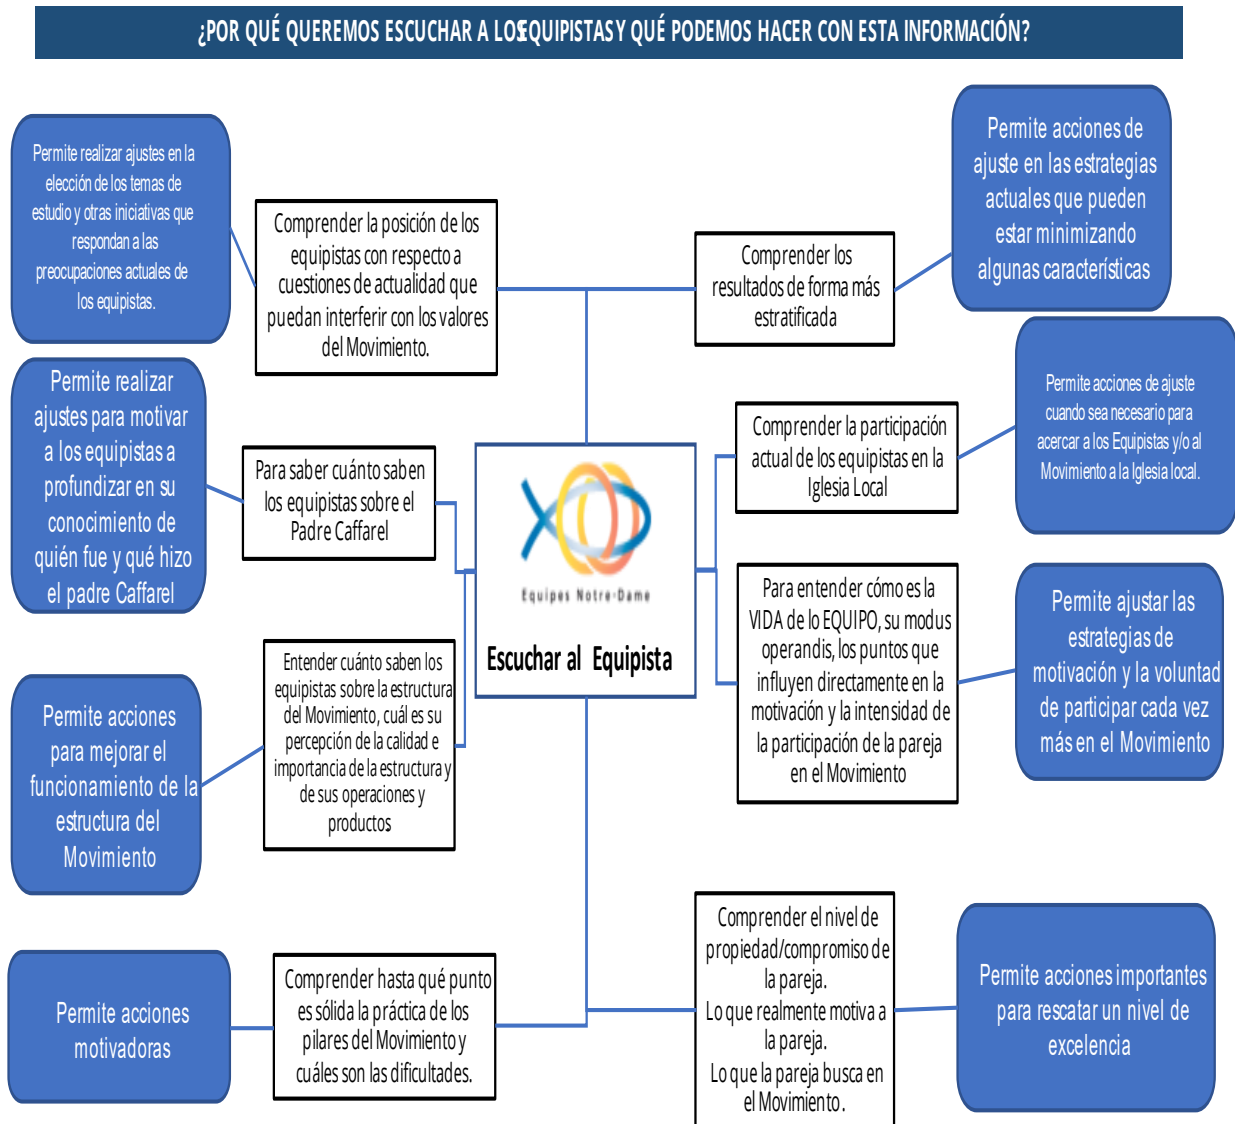 ¿POR QUÉ QUEREMOS ESCUCHAR A LOS EQUIPISTAS Y QUÉ PODEMOS HACER CON ESTA INFORMACIÓN?
Permite realizar ajustes en la
elección de los temas de
estudio y otras iniciativas que
respondan a las
preocupaciones actuales de
los equipistas.
Comprender la posición de los
equipistas con respecto a
cuestiones de actualidad que
puedan interferir con los valores
del Movimiento.
Comprender los
resultados de forma más
estratificada
Permite acciones de
ajuste en las estrategias
actuales que pueden
estar minimizando
algunas características
Permite realizar
ajustes para motivar
a los equipistas a
profundizar en su
conocimiento de
quién fue y qué hizo
el padre Caffarel
Para saber cuánto saben
los equipistas sobre el
Padre Caffarel
Equipes Notre-Dame
Escuchar al Equipista
Comprender la participación
actual de los equipistas en la
Iglesia Local
Permite acciones de ajuste
cuando sea necesario para
acercar a los Equipistas y/o al
Movimiento a la Iglesia local.
Permite acciones
para mejorar el
funcionamiento de la
estructura del
Movimiento
Entender cuánto saben los
equipistas sobre la estructura
del Movimiento, cuál es su
percepción de la calidad e
importancia de la estructura y
de sus operaciones y
productos
Para entender cómo es la
VIDA de lo EQUIPO, su modus
operandis, los puntos que
influyen directamente en la
motivación y la intensidad de
la participación de la pareja
en el Movimiento
Permite ajustar las
estrategias de
motivación y la voluntad
de participar cada vez
más en el Movimiento
Permite acciones
motivadoras
Comprender hasta qué punto
es sólida la práctica de los
pilares del Movimiento y
cuáles son las dificultades.
Comprender el nivel de
propiedad/compromiso de
la pareja.
Lo que realmente motiva a
la pareja.
Lo que la pareja busca en
el Movimiento.
Permite acciones importantes
para rescatar un nivel de
excelencia